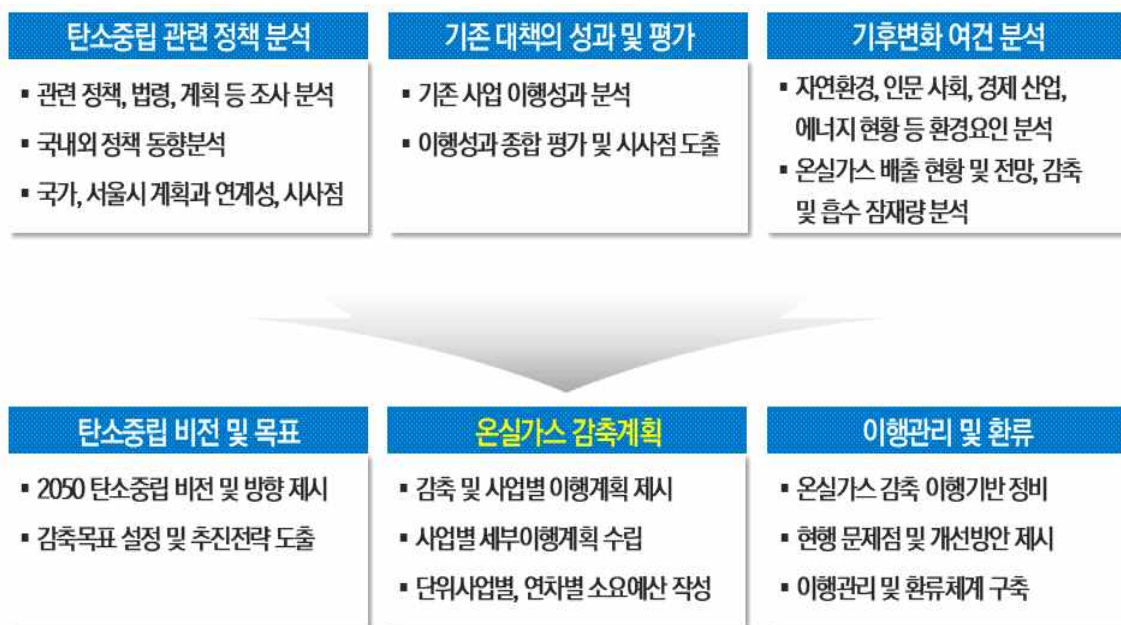 탄소중립 관련 정책 분석
▪ 관련 정책, 법령, 계획 등 조사 분석
▪ 국내외 정책 동향분석
▪ 국가, 서울시 계획과 연계성, 시사점
기존 대책의 성과 및 평가
▪ 기존 사업 이행성과 분석
▪ 이행성과 종합 평가 및 시사점 도출
기후변화 여건 분석
▪ 자연환경, 인문 사회, 경제 산업,
에너지 현황 등 환경요인 분석
▪ 온실가스 배출 현황 및 전망, 감축
및 흡수 잠재량 분석
탄소중립 비전 및 목표
▪ 2050 탄소중립 비전 및 방향 제시
▪ 감축목표 설정 및 추진전략 도출
온실가스 감축계획
▪ 감축 및 사업별 이행계획 제시
▪ 사업별 세부이행계획 수립
▪ 단위사업별, 연차별 소요예산 작성
이행관리 및 환류
▪ 온실가스 감축 이행기반 정비
▪ 현행 문제점 및 개선방안 제시
▪ 이행관리 및 환류체계 구축